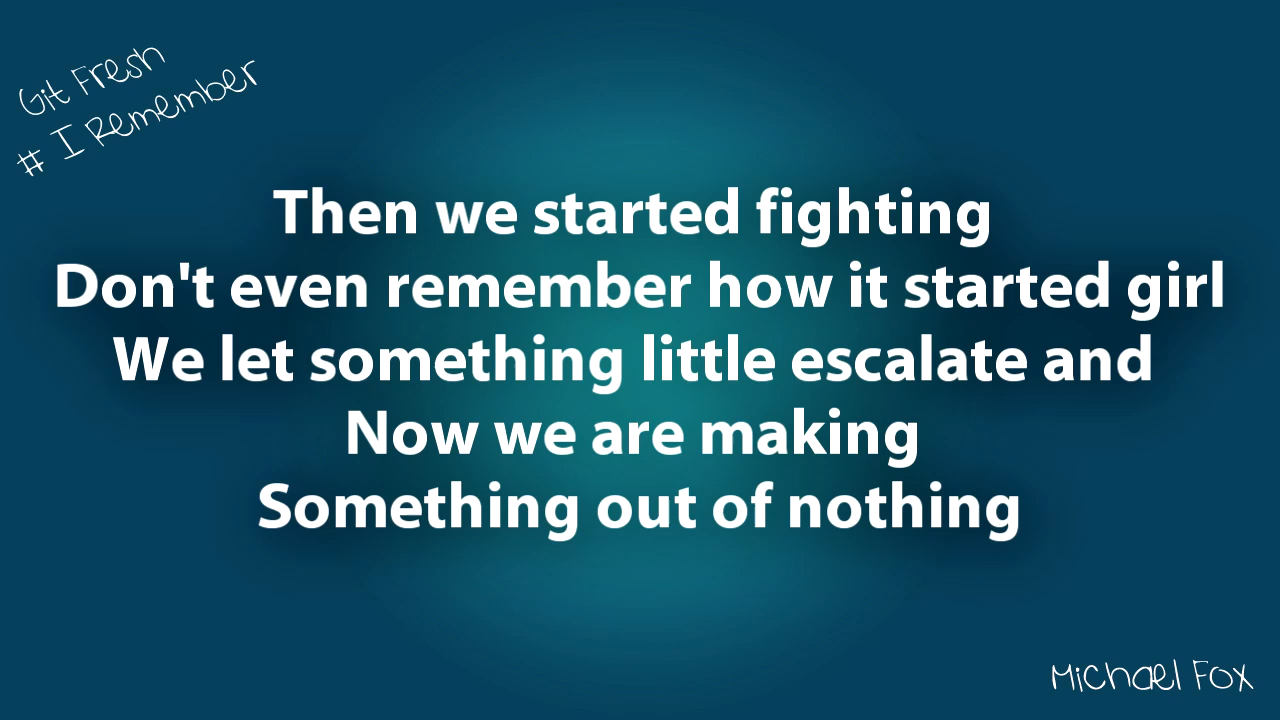 Git Fresh
# I Remember
Then we started fighting
Don't even remember how it started girl
We let something little escalate and
Now we are making
Something out of nothing
Michael Fox